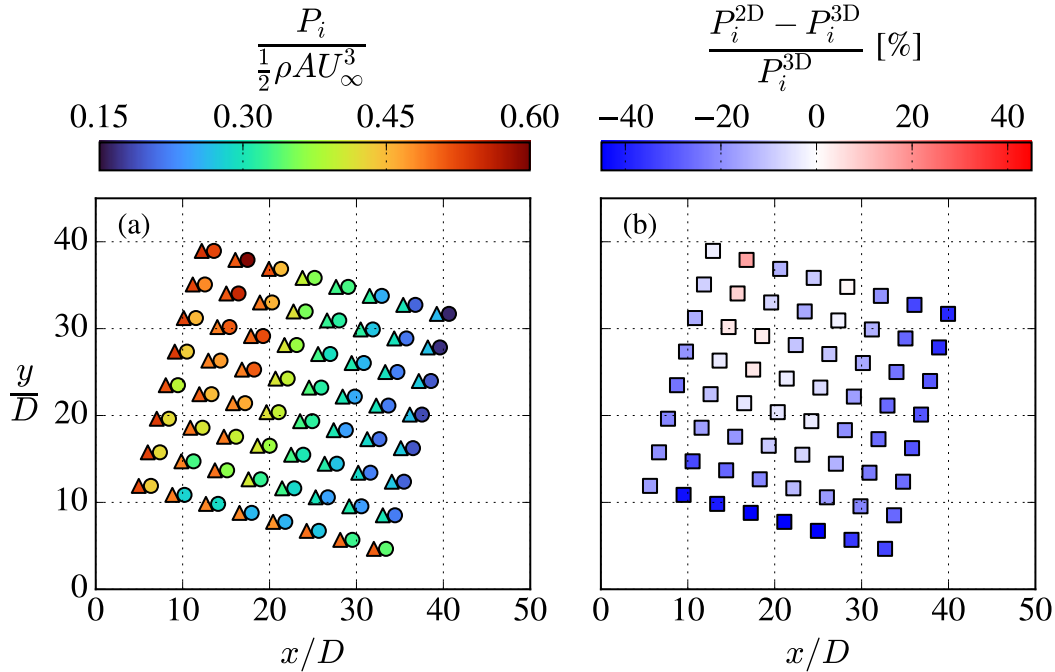 P_i / (1/2 ρAU_∞^3)
0.15 0.30 0.45 0.60
(P_i^2D − P_i^3D) / P_i^3D [%]
−40 −20 0 20 40
(a)
y/D
40
30
20
10
0
0 10 20 30 40 50
x/D
(b)
0 10 20 30 40 50
x/D